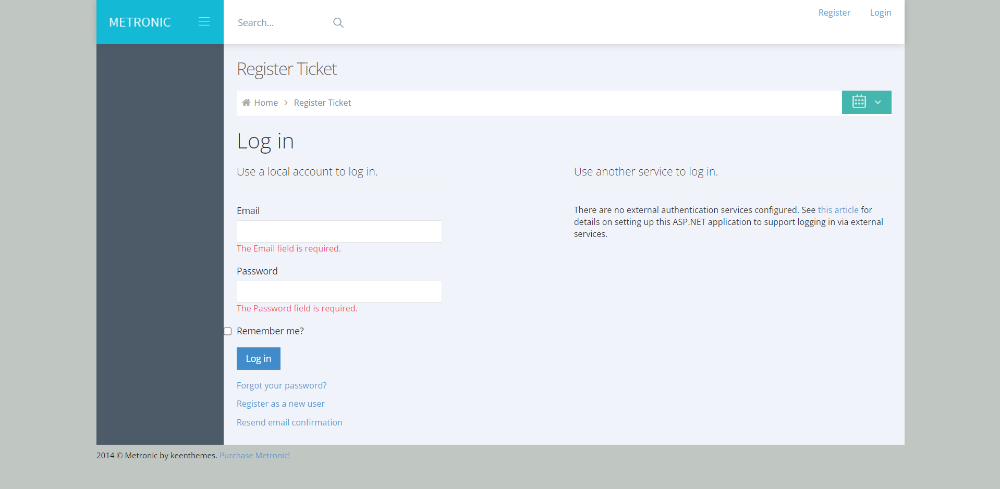 METRONIC
Search...
Register
Login
Register Ticket
Home
Register Ticket
Log in
Use a local account to log in.
Use another service to log in.
Email
There are no external authentication services configured. See this article for
details on setting up this ASP.NET application to support logging in via external
services.
The Email field is required.
Password
The Password field is required.
Remember me?
Log in
Forgot your password?
Register as a new user
Resend email confirmation
2014 © Metronic by keenthemes. Purchase Metronic!